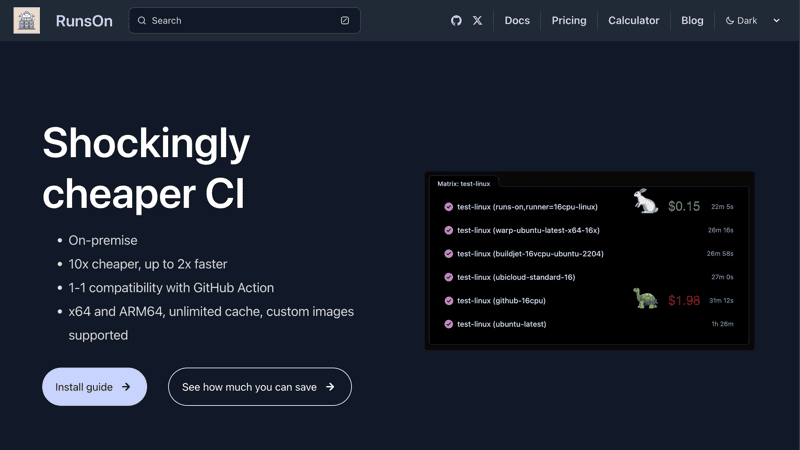 RunsOn
Search
Docs
Pricing
Calculator
Blog
Dark
Shockingly
cheaper CI
On-premise
10x cheaper, up to 2x faster
1-1 compatibility with GitHub Action
x64 and ARM64, unlimited cache, custom images
supported
Install guide
See how much you can save
Matrix: test-linux
test-linux (runs-on,runner=16cpu-linux) $0.15 22m 5s
test-linux (warp-ubuntu-latest-x64-16x) 26m 16s
test-linux (buildjet-16vcpu-ubuntu-2204) 26m 58s
test-linux (ubicloud-standard-16) 27m 0s
test-linux (github-16cpu) $1.98 31m 12s
test-linux (ubuntu-latest) 1h 26m